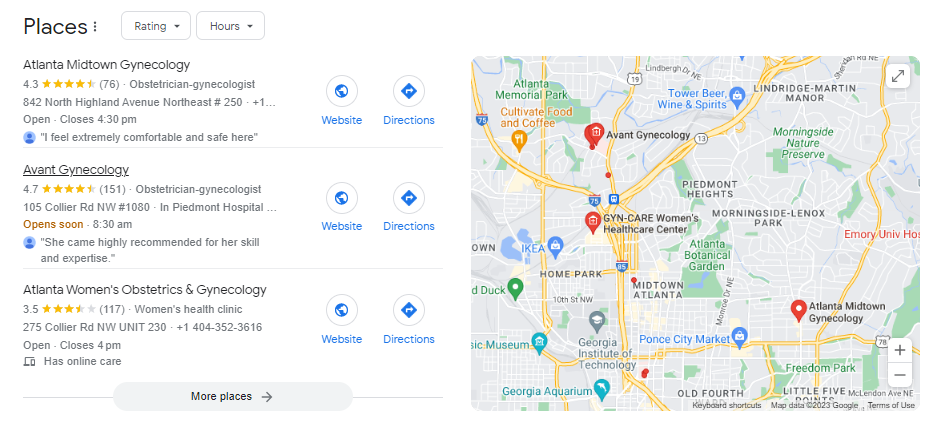 Places
Rating
Hours
Atlanta Midtown Gynecology
4.3 (76) · Obstetrician-gynecologist
842 North Highland Avenue Northeast # 250 · +1...
Open · Closes 4:30 pm
"I feel extremely comfortable and safe here"
Website
Directions
Avant Gynecology
4.7 (151) · Obstetrician-gynecologist
105 Collier Rd NW #1080 · In Piedmont Hospital ...
Opens soon · 8:30 am
"She came highly recommended for her skill
and expertise."
Website
Directions
Atlanta Women's Obstetrics & Gynecology
3.5 (117) · Women's health clinic
275 Collier Rd NW UNIT 230 · +1 404-352-3616
Open · Closes 4 pm
Has online care
Website
Directions
More places
Lindbergh Dr NE
19
Atlanta
Memorial Park
Tower Beer,
Wine & Spirits
LINDRIDGE-MARTIN
MANOR
Cultivate Food
and Coffee
75
Avant Gynecology
13
Morningside
Nature
Preserve
PIEDMONT
HEIGHTS
75
GYN-CARE Women's
Healthcare Center
MORNINGSIDE-LENOX
PARK
Emory Univ Hos
OWN
IKEA
Atlanta
Botanical
Garden
85
HOME PARK
d Duck
MIDTOWN
ATLANTA
10th St NW
Monroe Dr NE
Atlanta Midtown
Gynecology
sic Museum
Georgia
Institute of
Technology
Ponce City Market
78
Freedom Park
Georgia Aquarium
OLD FOURTH
LITTLE FIVE
McLendon Ave NE
Keyboard shortcuts
Map data ©2023 Google
Terms of Use